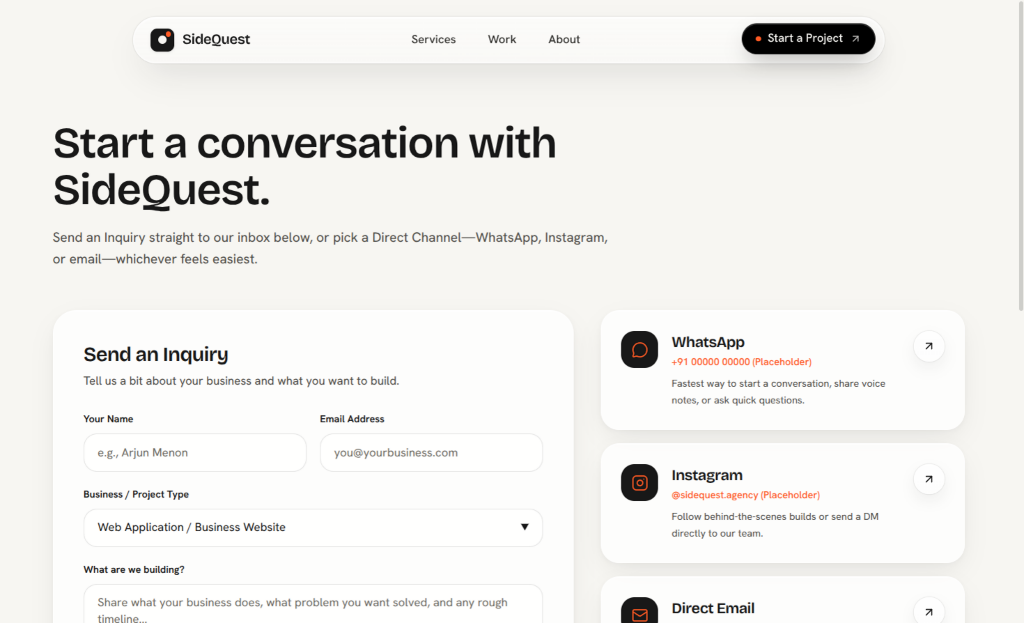 SideQuest
Services
Work
About
Start a Project
Start a conversation with
SideQuest.
Send an Inquiry straight to our inbox below, or pick a Direct Channel—WhatsApp, Instagram,
or email—whichever feels easiest.
Send an Inquiry
Tell us a bit about your business and what you want to build.
Your Name
Email Address
e.g., Arjun Menon
you@yourbusiness.com
Business / Project Type
Web Application / Business Website
What are we building?
Share what your business does, what problem you want solved, and any rough
timeline...
WhatsApp
+91 00000 00000 (Placeholder)
Fastest way to start a conversation, share voice
notes, or ask quick questions.
Instagram
@sidequest.agency (Placeholder)
Follow behind-the-scenes builds or send a DM
directly to our team.
Direct Email